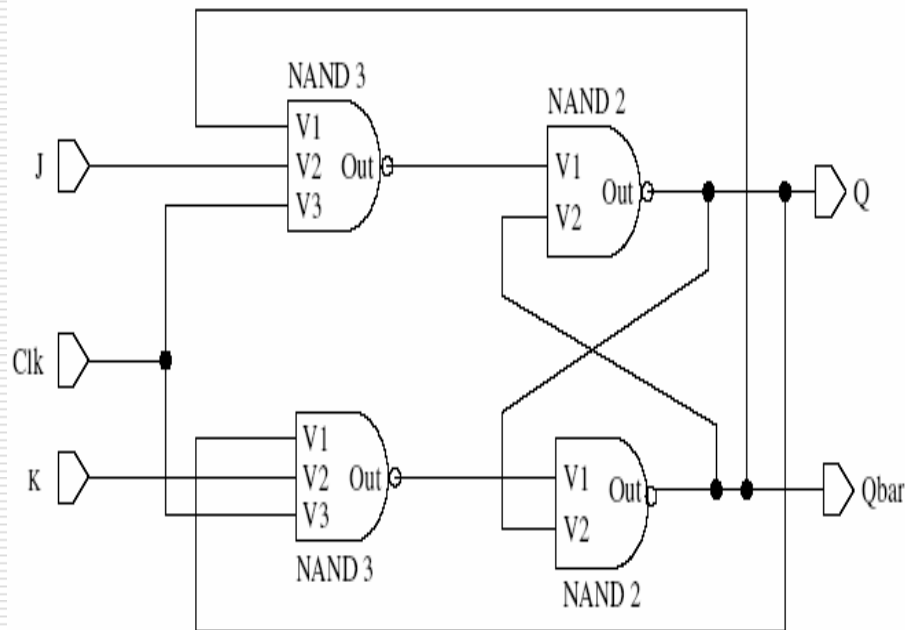 NAND 3
NAND 2
V1
V2
V3
Out
V1
V2
Out
J
Q
Clk
V1
V2
V3
Out
V1
V2
Out
K
Qbar
NAND 3
NAND 2